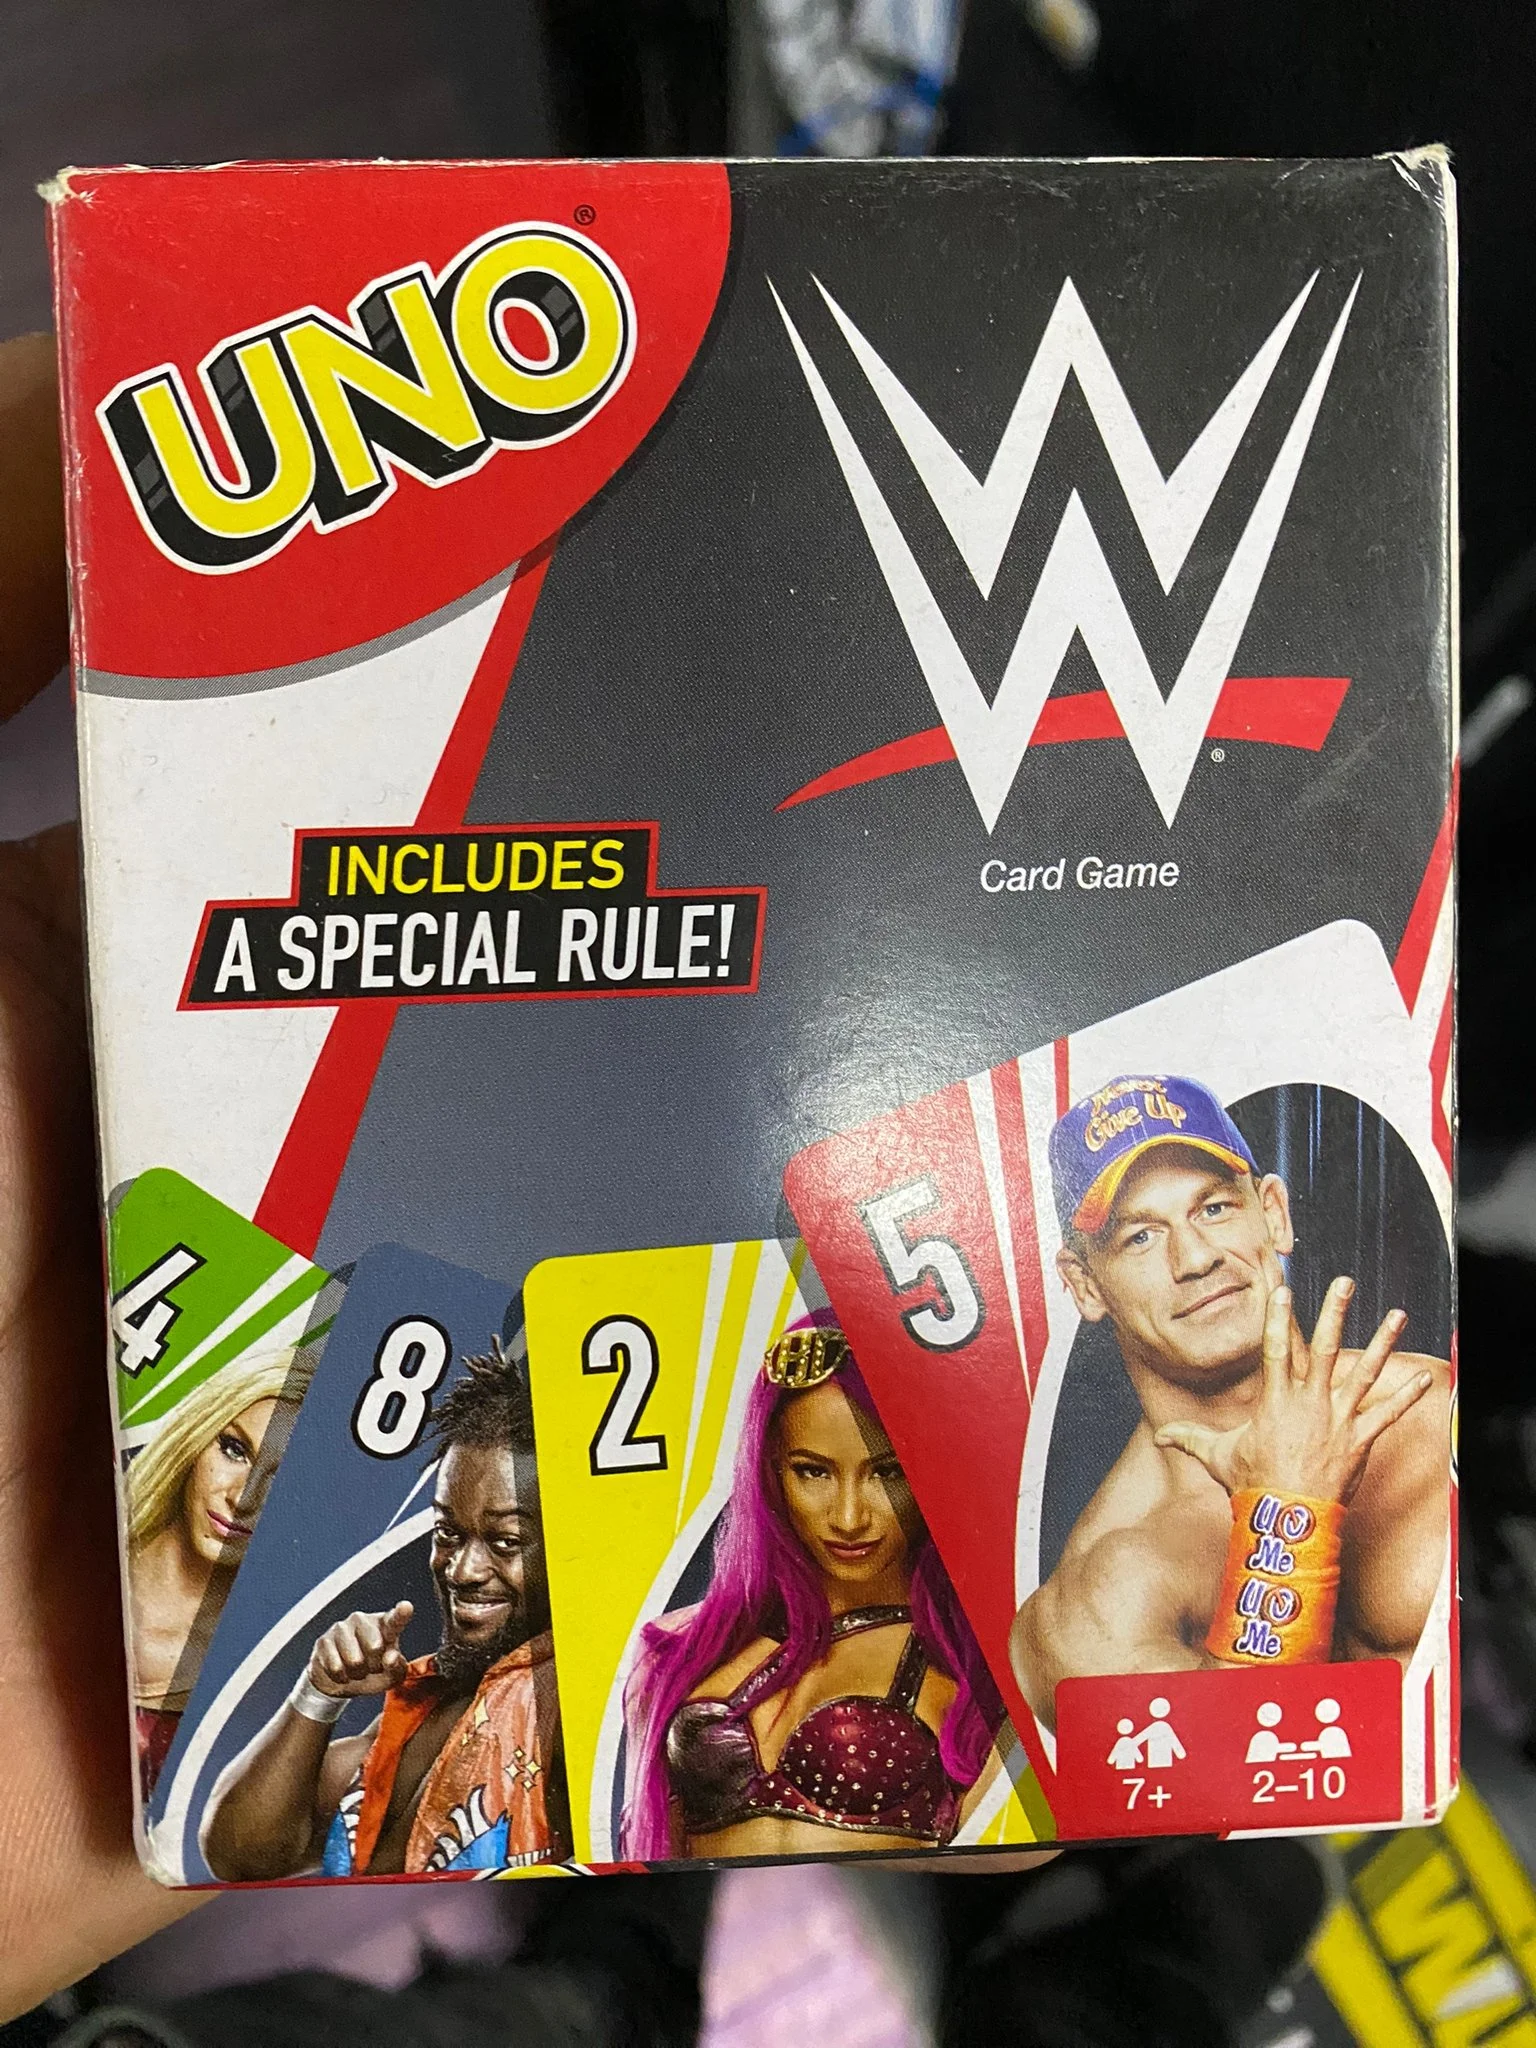 UNO®
W®
Card Game
INCLUDES
A SPECIAL RULE!
4
8
2
5
Never
Give Up
U
Me
U
Me
7+
2–10